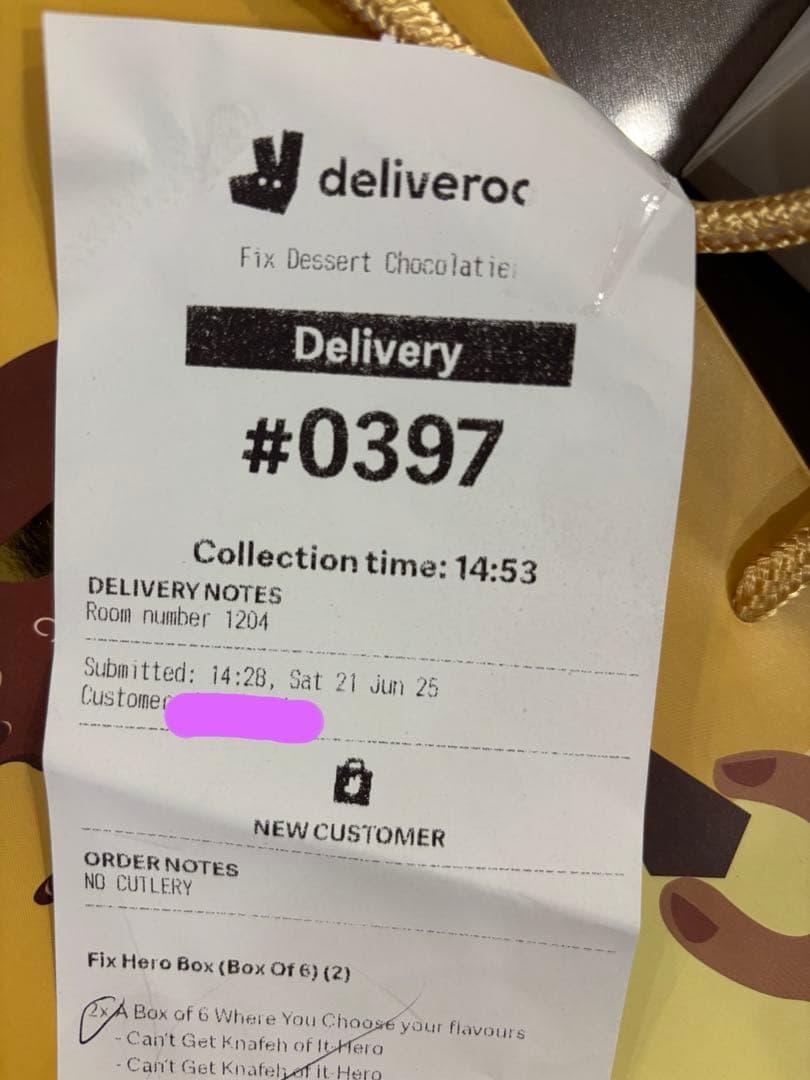 deliveroo
Fix Dessert Chocolatie
Delivery
#0397
Collection time: 14:53
DELIVERY NOTES
Room number 1204
Submitted: 14:28, Sat 21 Jun 25
Customer
NEW CUSTOMER
ORDER NOTES
NO CUTLERY
Fix Hero Box (Box Of 6) (2)
2x A Box of 6 Where You Choose your flavours
- Can't Get Knafeh of It-Hero
- Can't Get Knafeh of it-Hero